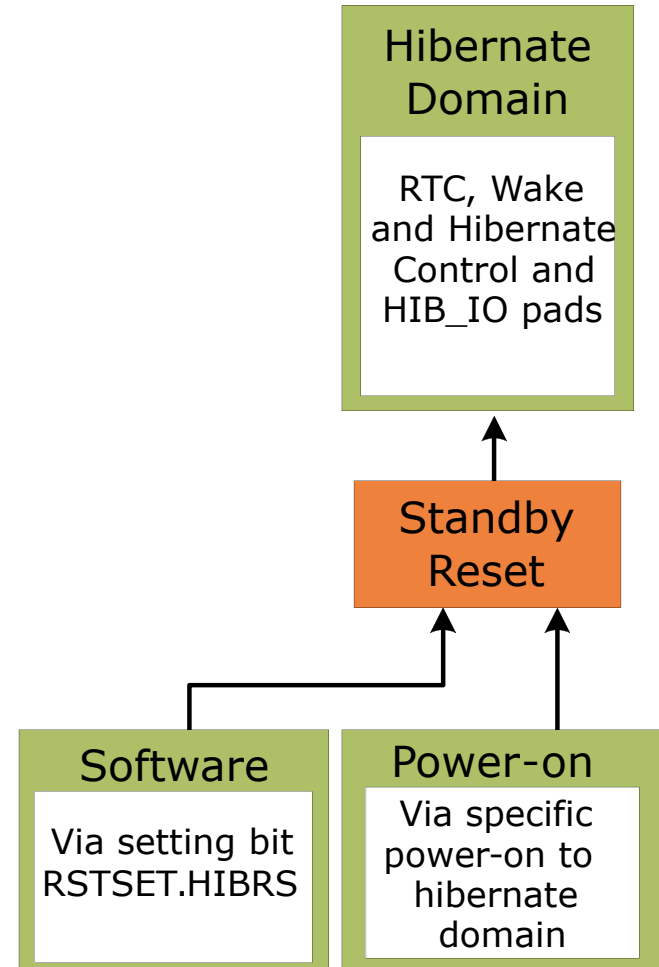 Hibernate
Domain
RTC, Wake
and Hibernate
Control and
HIB_IO pads
Standby
Reset
Software
Via setting bit
RSTSET.HIBRS
Power-on
Via specific
power-on to
hibernate
domain